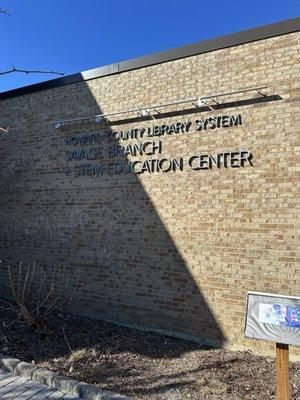 HOWARD COUNTY LIBRARY SYSTEM
SAVAGE BRANCH
+ STEM EDUCATION CENTER